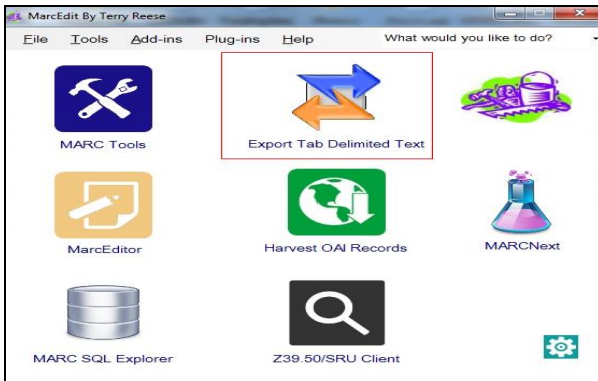 MarcEdit By Terry Reese
File Tools Add-ins Plug-ins Help What would you like to do?
MARC Tools
Export Tab Delimited Text
MarcEditor
Harvest OAI Records
MARCNext
MARC SQL Explorer
Z39.50/SRU Client